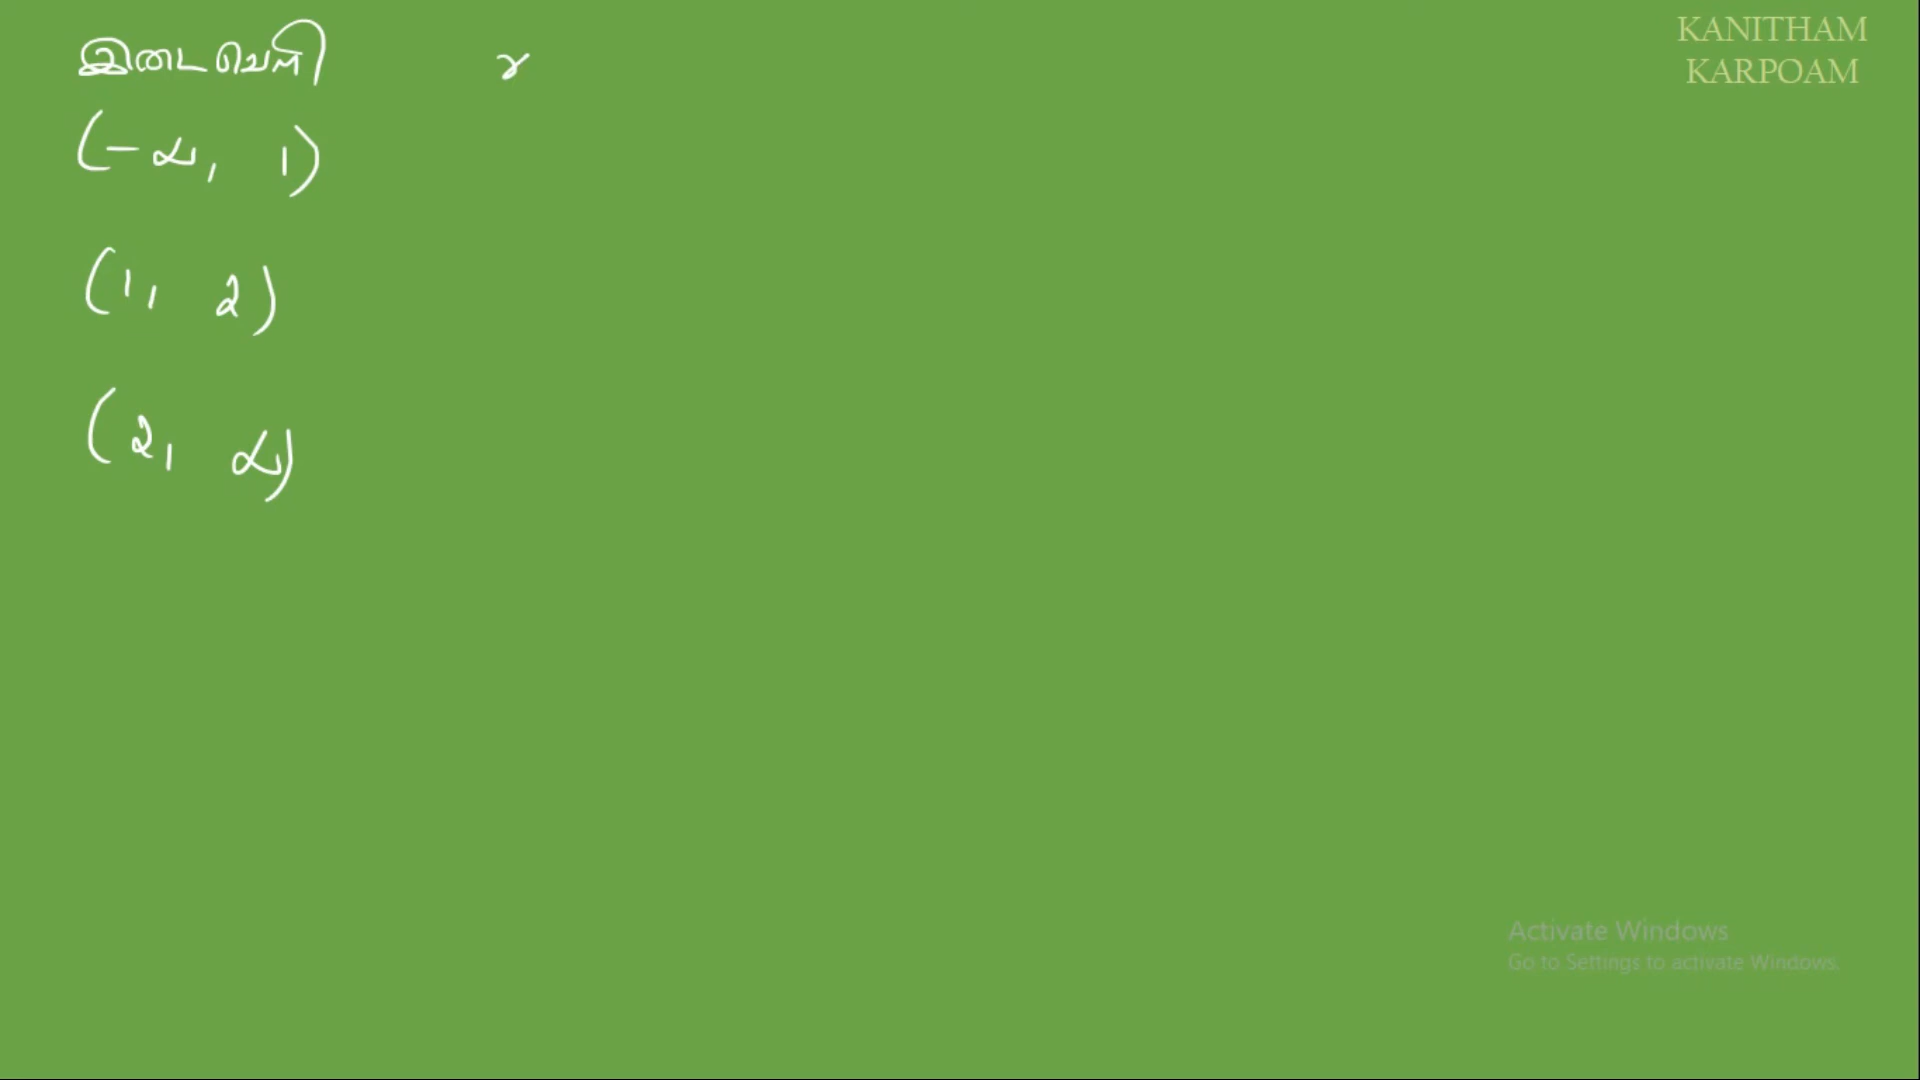 இடைவெளி x
KANITHAM
KARPOAM
(-∞, 1)
(1, 2)
(2, ∞)
Activate Windows
Go to Settings to activate Windows.